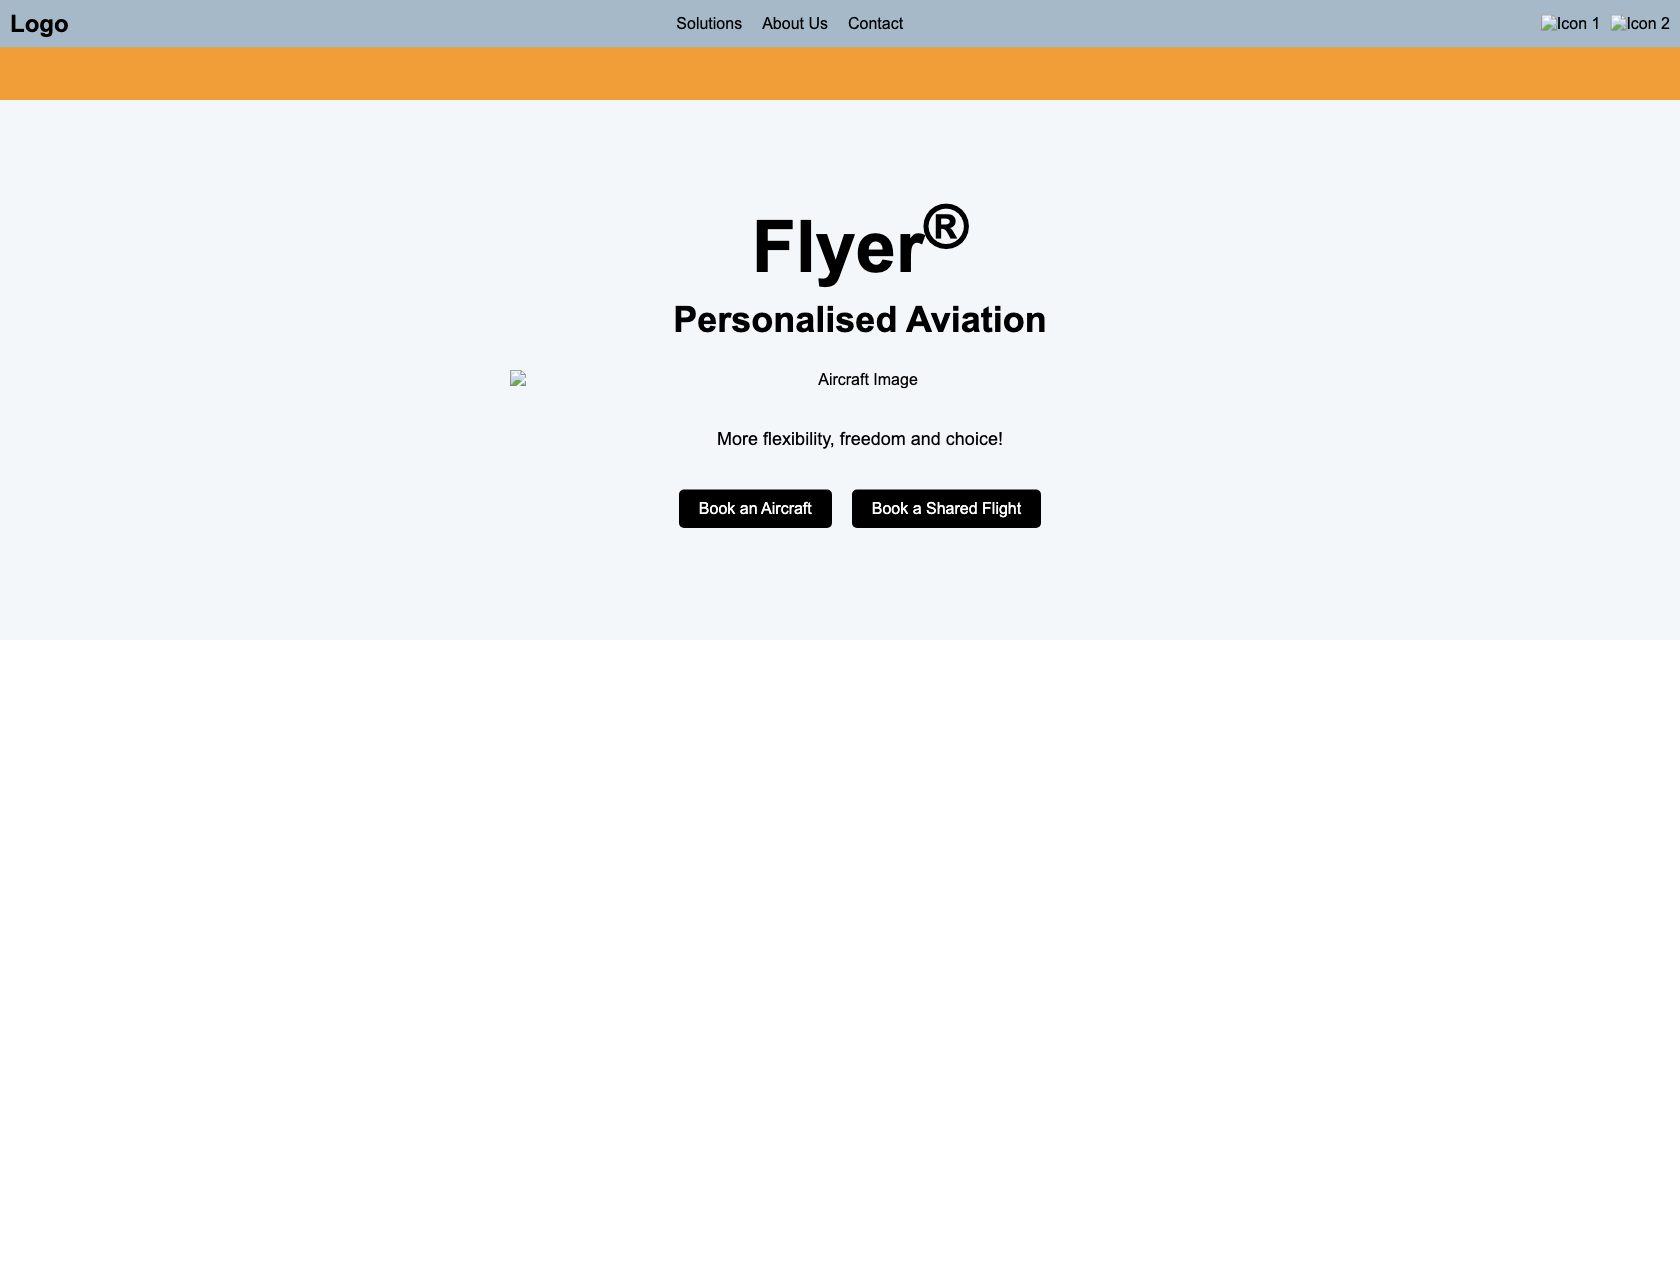 Logo
Solutions About Us Contact
Icon 1 Icon 2
Flyer®
Personalised Aviation
Aircraft Image
More flexibility, freedom and choice!
Book an Aircraft Book a Shared Flight